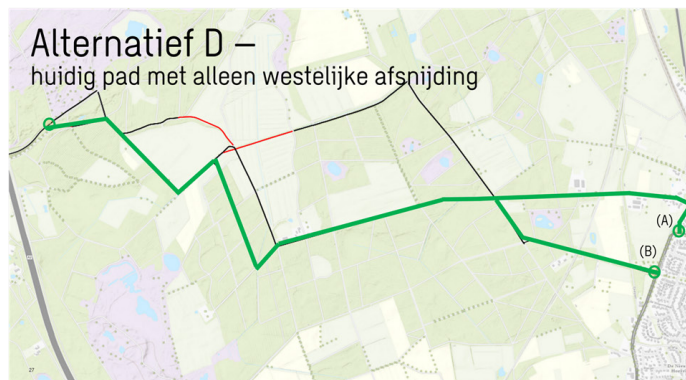 Alternatief D –
huidig pad met alleen westelijke afsnijding
(A)
(B)
27